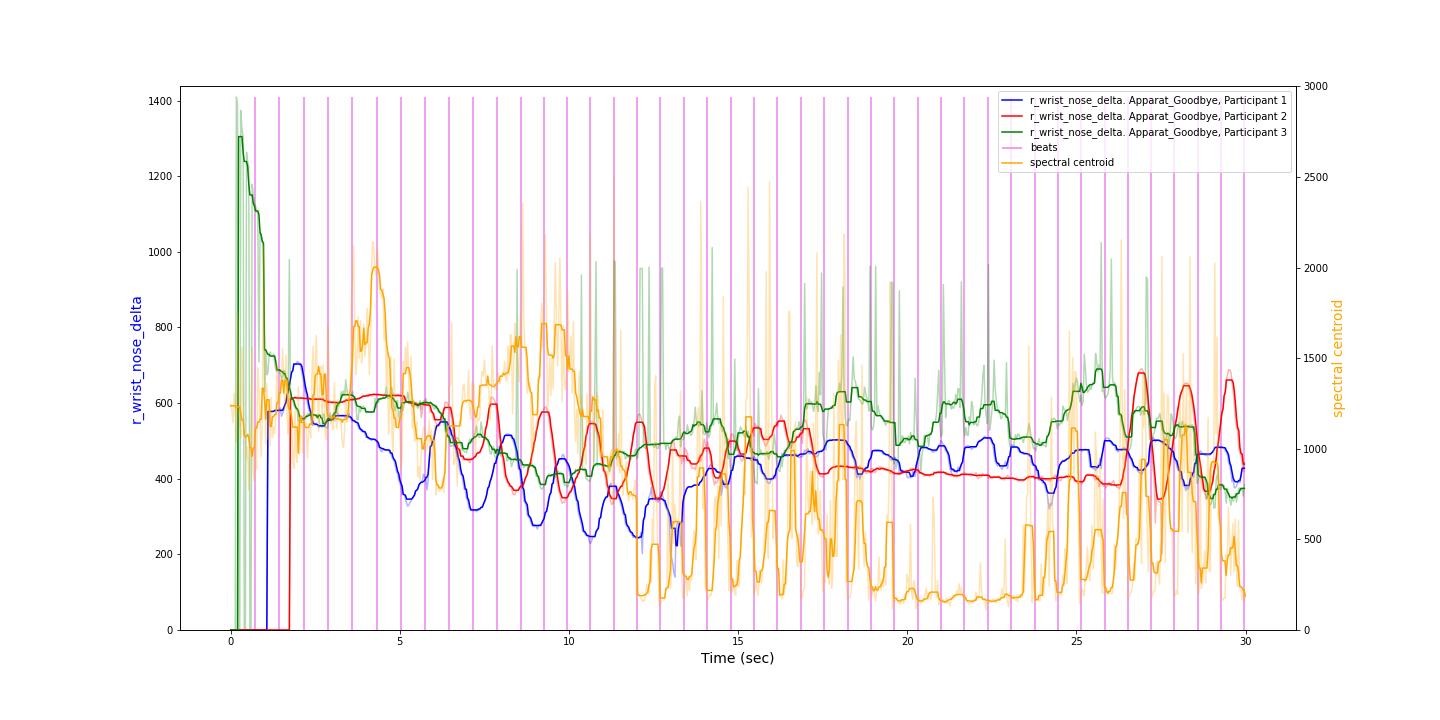 r_wrist_nose_delta. Apparat_Goodbye, Participant 1
r_wrist_nose_delta. Apparat_Goodbye, Participant 2
r_wrist_nose_delta. Apparat_Goodbye, Participant 3
beats
spectral centroid
r_wrist_nose_delta
1400
1200
1000
800
600
400
200
0
3000
2500
2000
1500
1000
500
0
spectral centroid
0 5 10 15 20 25 30
Time (sec)